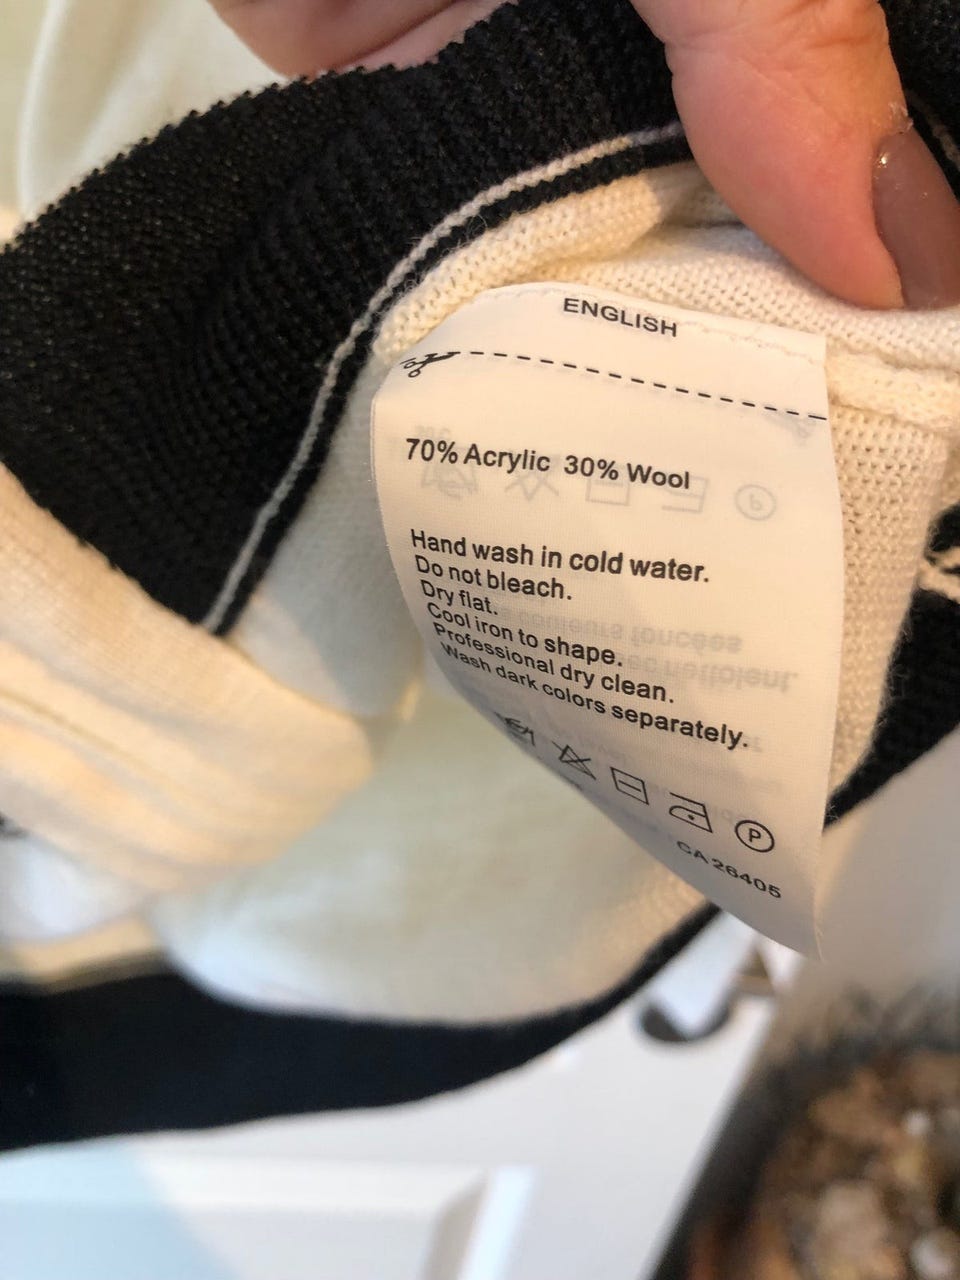 ENGLISH
70% Acrylic 30% Wool
Hand wash in cold water.
Do not bleach.
Dry flat.
Cool iron to shape.
Professional dry clean.
Wash dark colors separately.
P
CA 26405